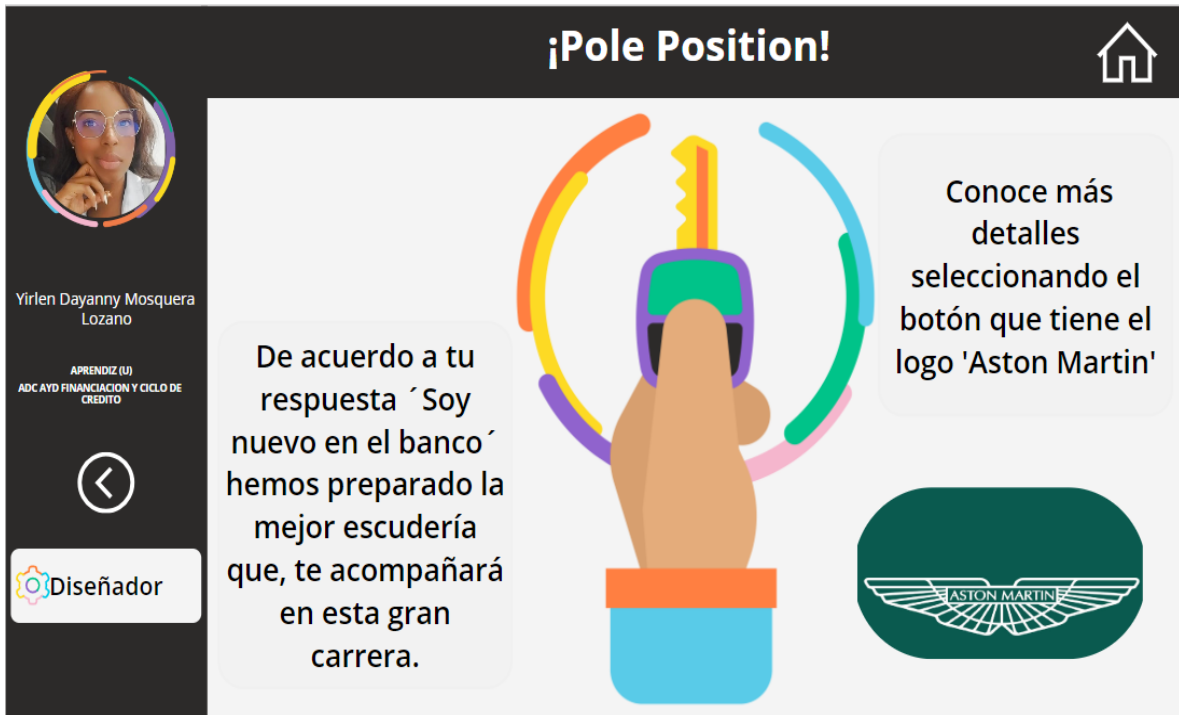 ¡Pole Position!
Yirlen Dayanny Mosquera
Lozano
APRENDIZ (U)
ADC AYD FINANCIACION Y CICLO DE
CREDITO
Diseñador
De acuerdo a tu
respuesta ´Soy
nuevo en el banco´
hemos preparado la
mejor escudería
que, te acompañará
en esta gran
carrera.
Conoce más
detalles
seleccionando el
botón que tiene el
logo 'Aston Martin'
ASTON MARTIN